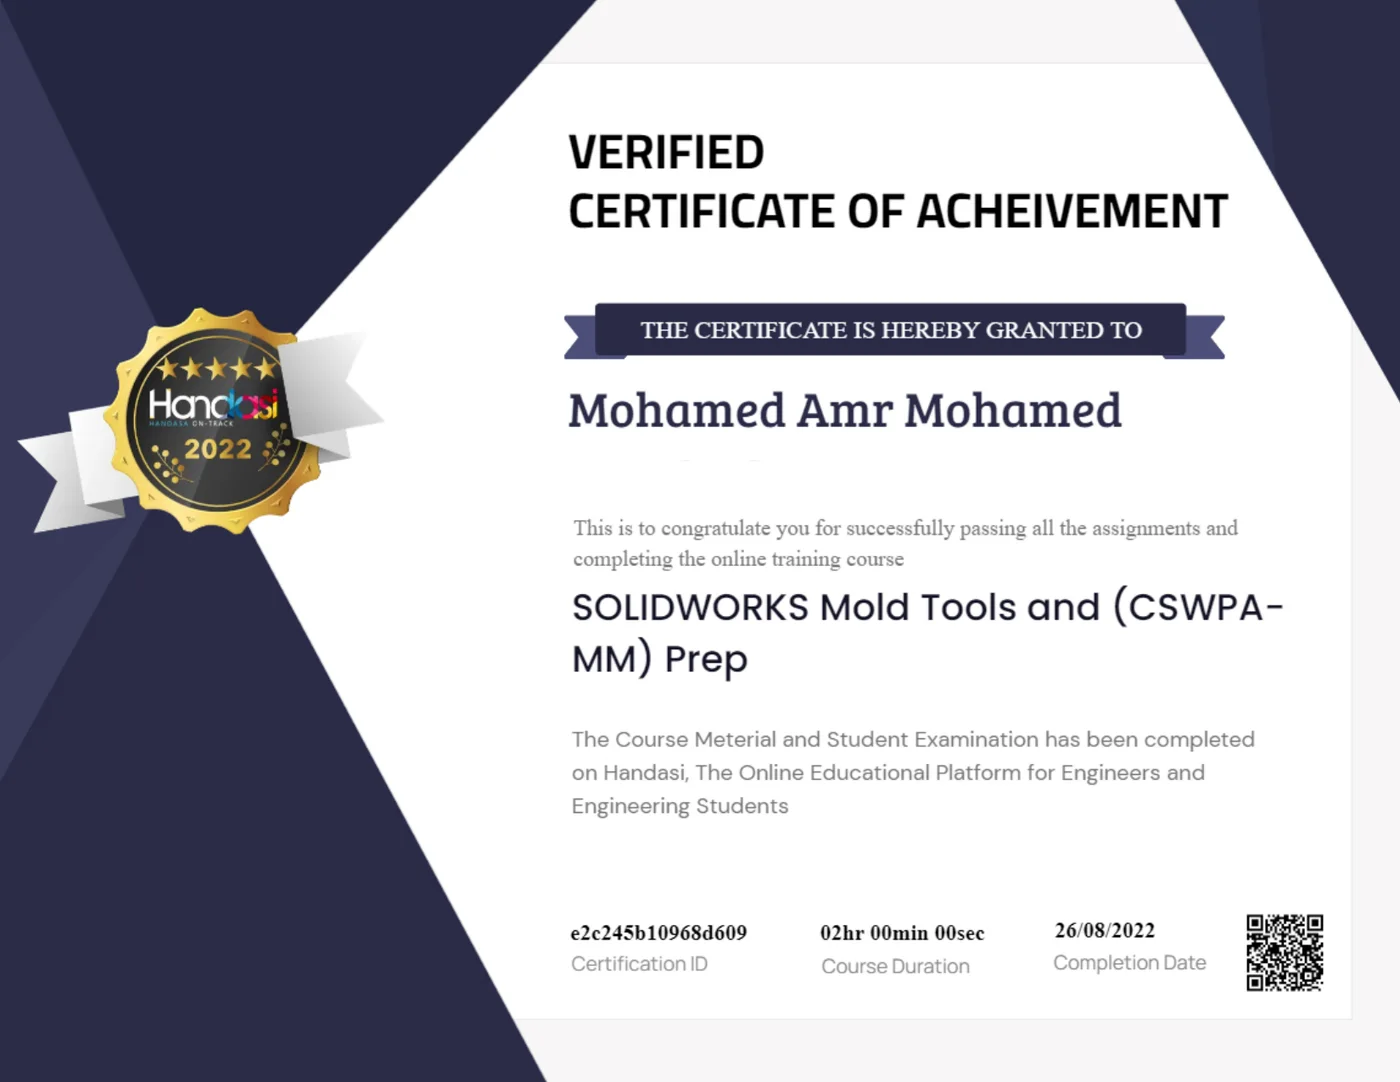 VERIFIED
CERTIFICATE OF ACHEIVEMENT
THE CERTIFICATE IS HEREBY GRANTED TO
Mohamed Amr Mohamed
Handasi
HANDASA ON-TRACK
2022
This is to congratulate you for successfully passing all the assignments and
completing the online training course
SOLIDWORKS Mold Tools and (CSWPA-
MM) Prep
The Course Meterial and Student Examination has been completed
on Handasi, The Online Educational Platform for Engineers and
Engineering Students
e2c245b10968d609
Certification ID
02hr 00min 00sec
Course Duration
26/08/2022
Completion Date